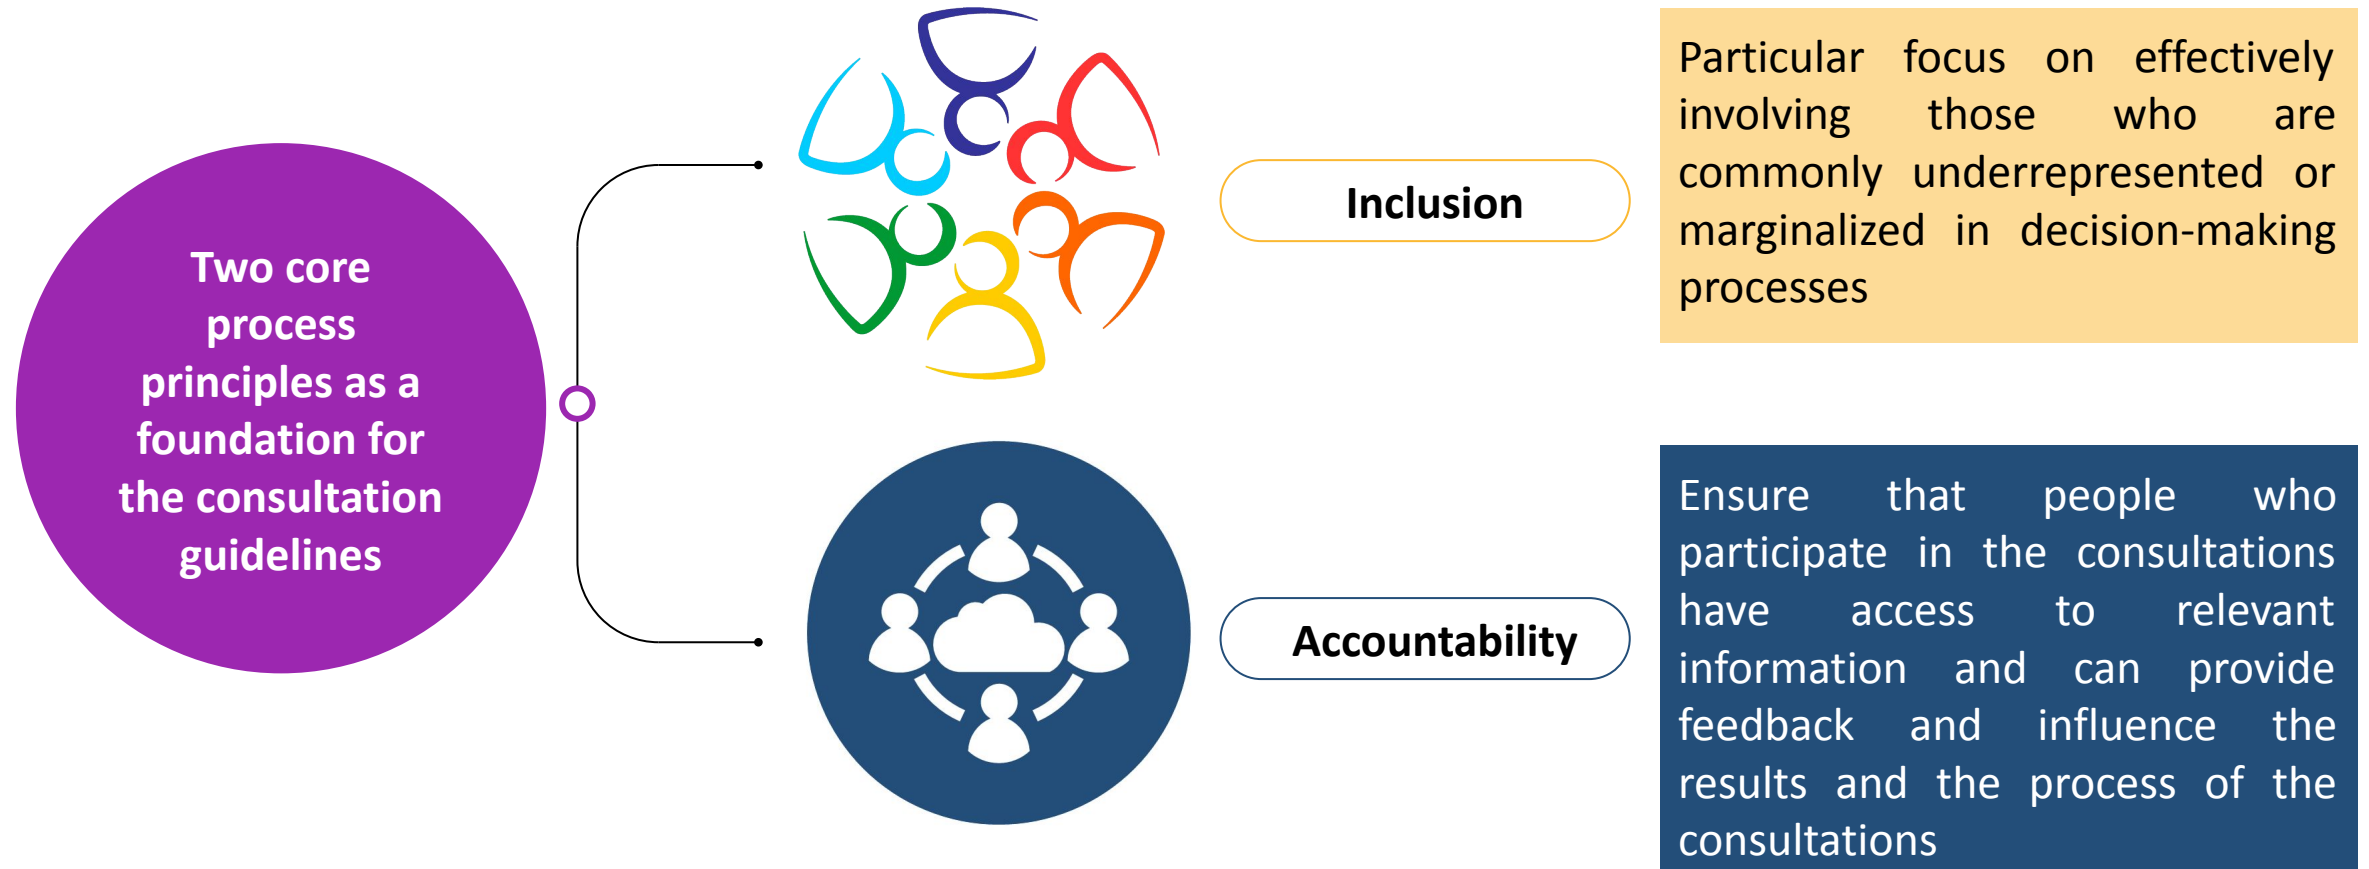 Two core
process
principles as a
foundation for
the consultation
guidelines
Inclusion
Particular focus on effectively
involving those who are
commonly underrepresented or
marginalized in decision-making
processes
Accountability
Ensure that people who
participate in the consultations
have access to relevant
information and can provide
feedback and influence the
results and the process of the
consultations